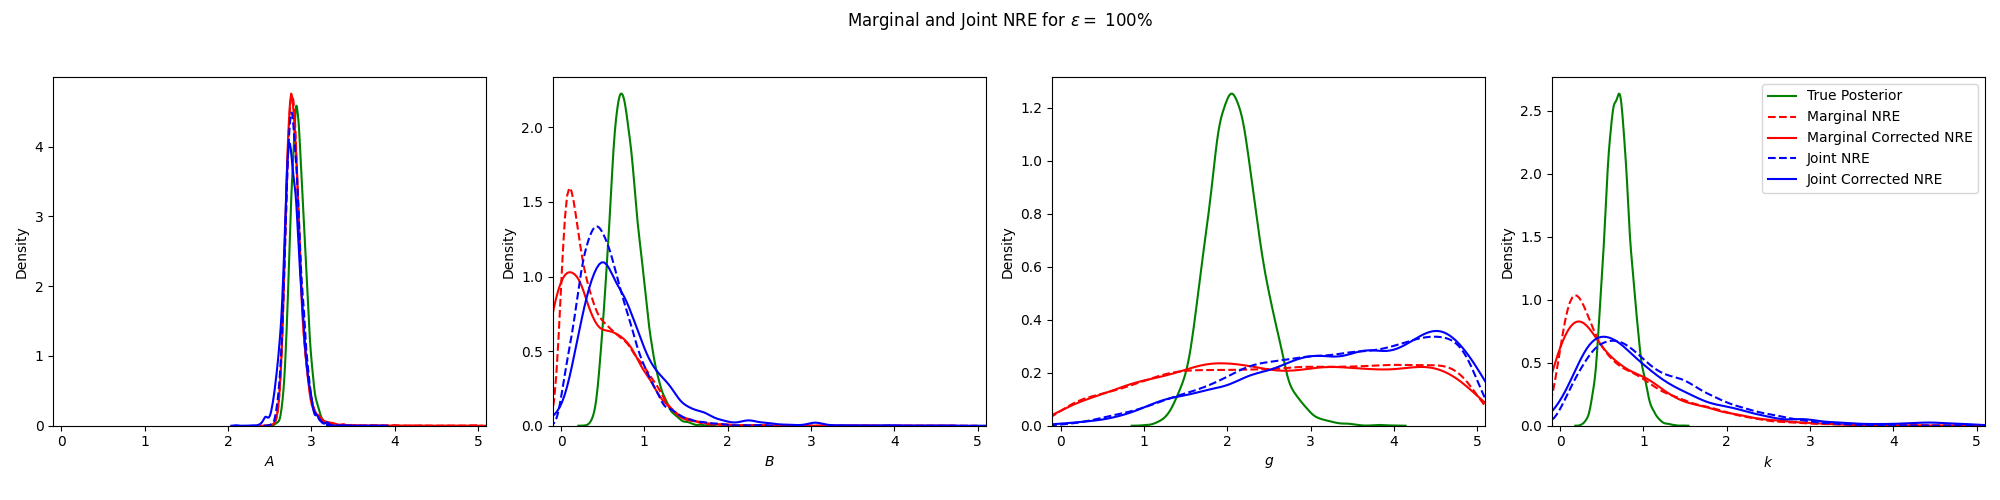 Marginal and Joint NRE for ε = 100%
Density
4
3
2
1
0
0 1 2 3 4 5
A
Density
2.0
1.5
1.0
0.5
0.0
0 1 2 3 4 5
B
Density
1.2
1.0
0.8
0.6
0.4
0.2
0.0
0 1 2 3 4 5
g
Density
2.5
2.0
1.5
1.0
0.5
0.0
0 1 2 3 4 5
k
True Posterior
Marginal NRE
Marginal Corrected NRE
Joint NRE
Joint Corrected NRE